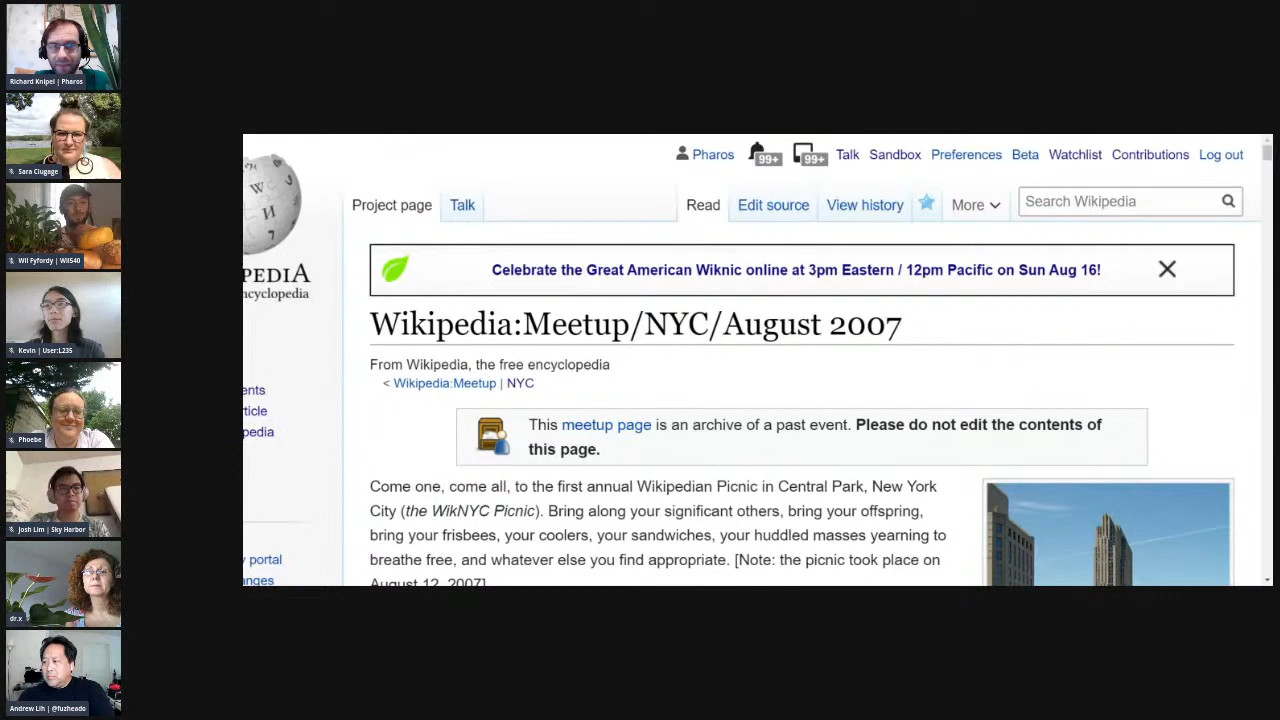 Richard Knipel | Pharos
Sara Clugage
Wil Fyfordy | Wil540
Kevin | User:L235
Phoebe
Josh Lim | Sky Harbor
dr.x
Andrew Lih | @fuzheado
Pharos 99+ 99+ Talk Sandbox Preferences Beta Watchlist Contributions Log out
Project page Talk Read Edit source View history More Search Wikipedia
W
И
PEDIA
ncyclopedia
Celebrate the Great American Wiknic online at 3pm Eastern / 12pm Pacific on Sun Aug 16!
Wikipedia:Meetup/NYC/August 2007
From Wikipedia, the free encyclopedia
< Wikipedia:Meetup | NYC
ents
rticle
pedia
This meetup page is an archive of a past event. Please do not edit the contents of
this page.
Come one, come all, to the first annual Wikipedian Picnic in Central Park, New York
City (the WikNYC Picnic). Bring along your significant others, bring your offspring,
bring your frisbees, your coolers, your sandwiches, your huddled masses yearning to
breathe free, and whatever else you find appropriate. [Note: the picnic took place on
August 12, 2007]
y portal
anges